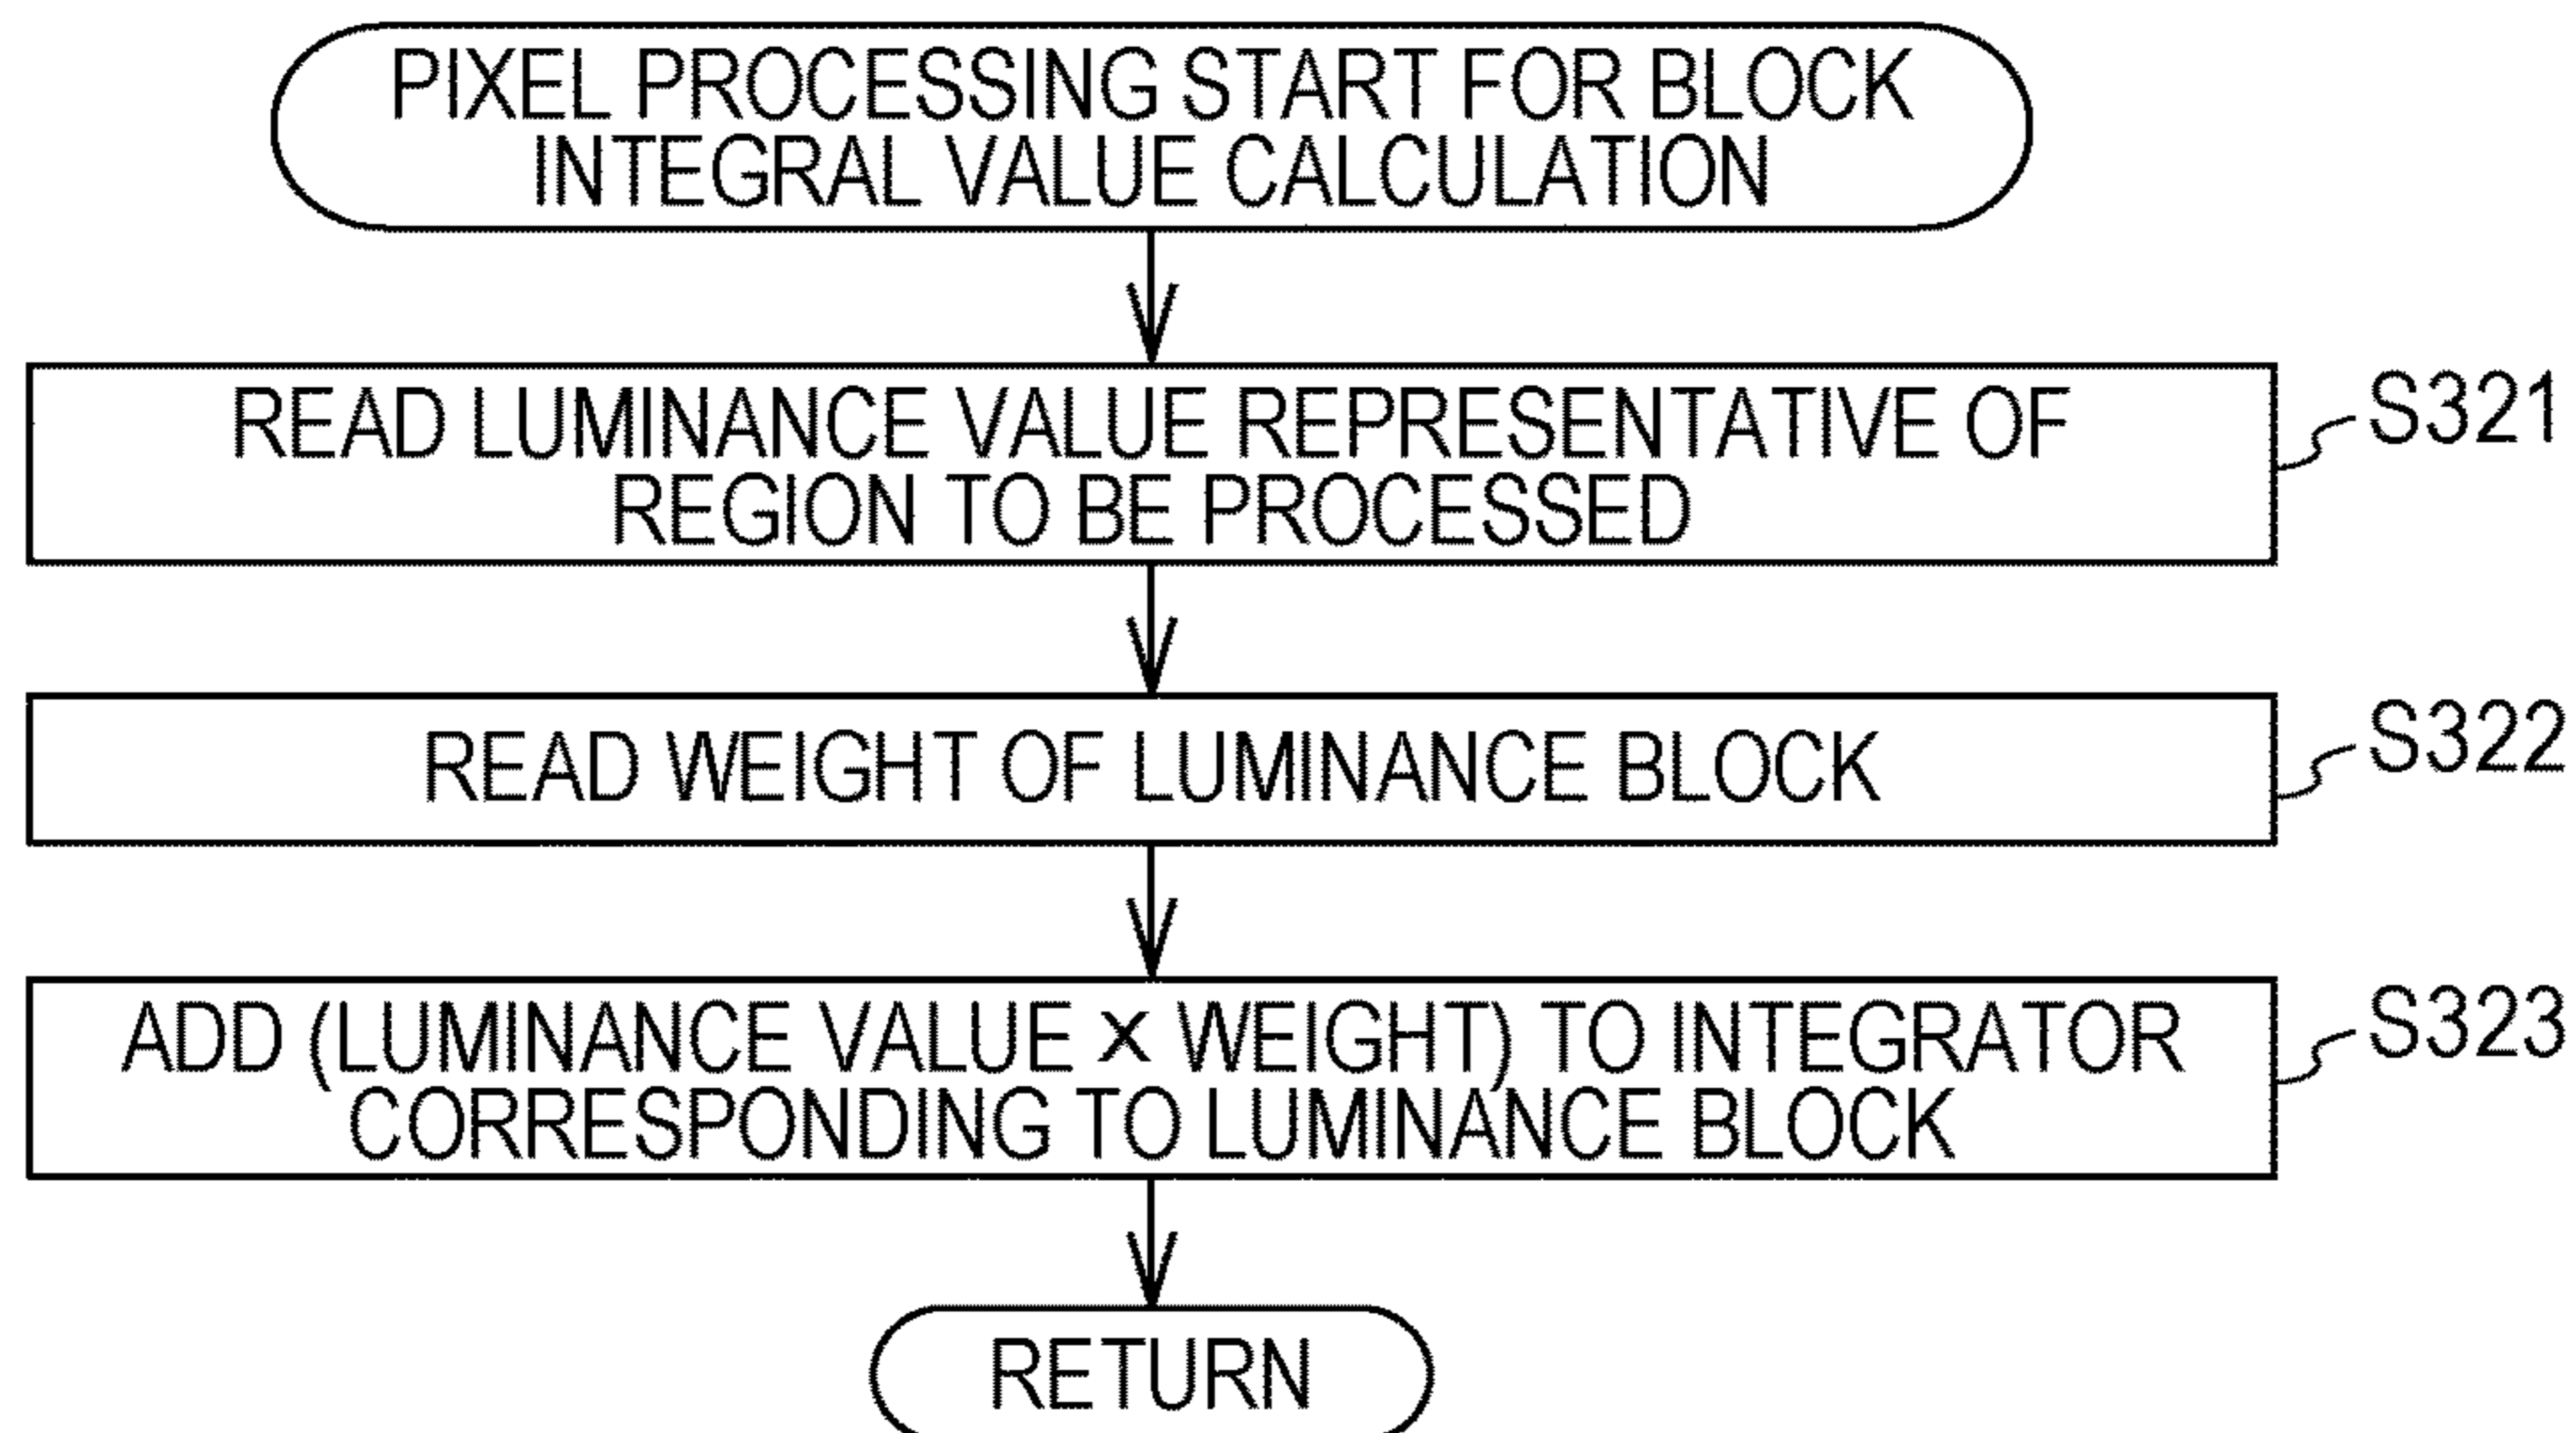 PIXEL PROCESSING START FOR BLOCK
INTEGRAL VALUE CALCULATION
READ LUMINANCE VALUE REPRESENTATIVE OF
REGION TO BE PROCESSED
S321
READ WEIGHT OF LUMINANCE BLOCK
S322
ADD (LUMINANCE VALUE × WEIGHT) TO INTEGRATOR
CORRESPONDING TO LUMINANCE BLOCK
S323
RETURN